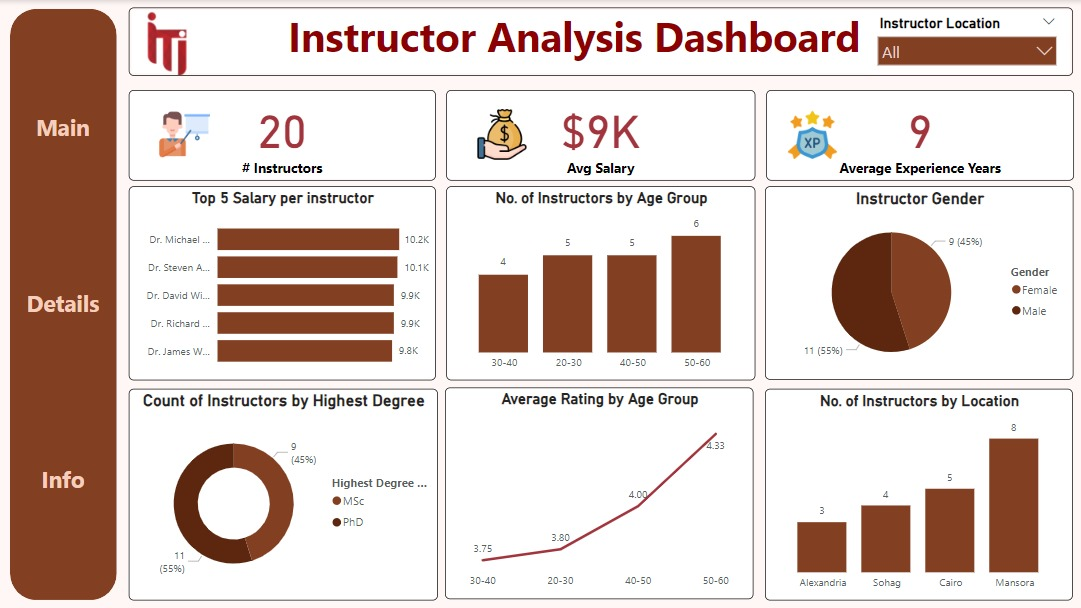 iTi
Instructor Analysis Dashboard
Instructor Location
All
Main
Details
Info
20
# Instructors
$9K
Avg Salary
XP
9
Average Experience Years
Top 5 Salary per instructor
Dr. Michael ... 10.2K
Dr. Steven A... 10.1K
Dr. David Wi... 9.9K
Dr. Richard ... 9.9K
Dr. James W... 9.8K
No. of Instructors by Age Group
4 5 5 6
30-40 20-30 40-50 50-60
Instructor Gender
9 (45%)
11 (55%)
Gender
Female
Male
Count of Instructors by Highest Degree
9
(45%)
11
(55%)
Highest Degree ...
MSc
PhD
Average Rating by Age Group
3.75 3.80 4.00 4.33
30-40 20-30 40-50 50-60
No. of Instructors by Location
3 4 5 8
Alexandria Sohag Cairo Mansora